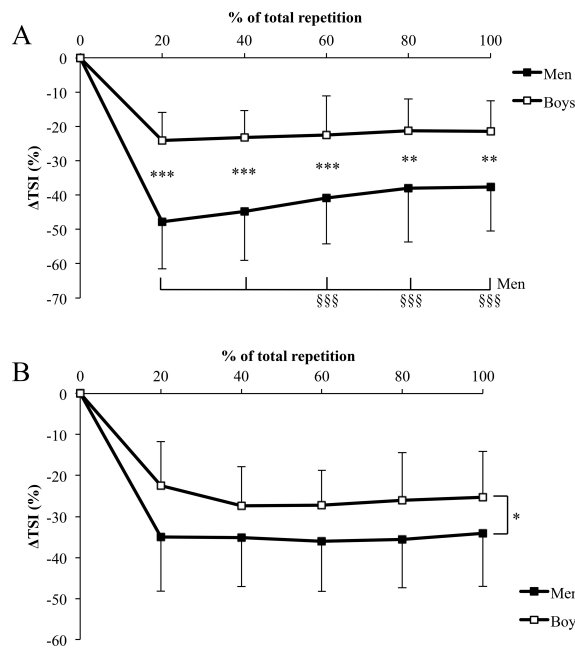 % of total repetition
A
0 20 40 60 80 100
0
-10
-20
-30
-40
-50
-60
-70
ΔTSI (%)
Men
Boys
*** *** *** ** **
Men
§§§ §§§ §§§
% of total repetition
B
0 20 40 60 80 100
0
-10
-20
-30
-40
-50
-60
ΔTSI (%)
*
Men
Boy